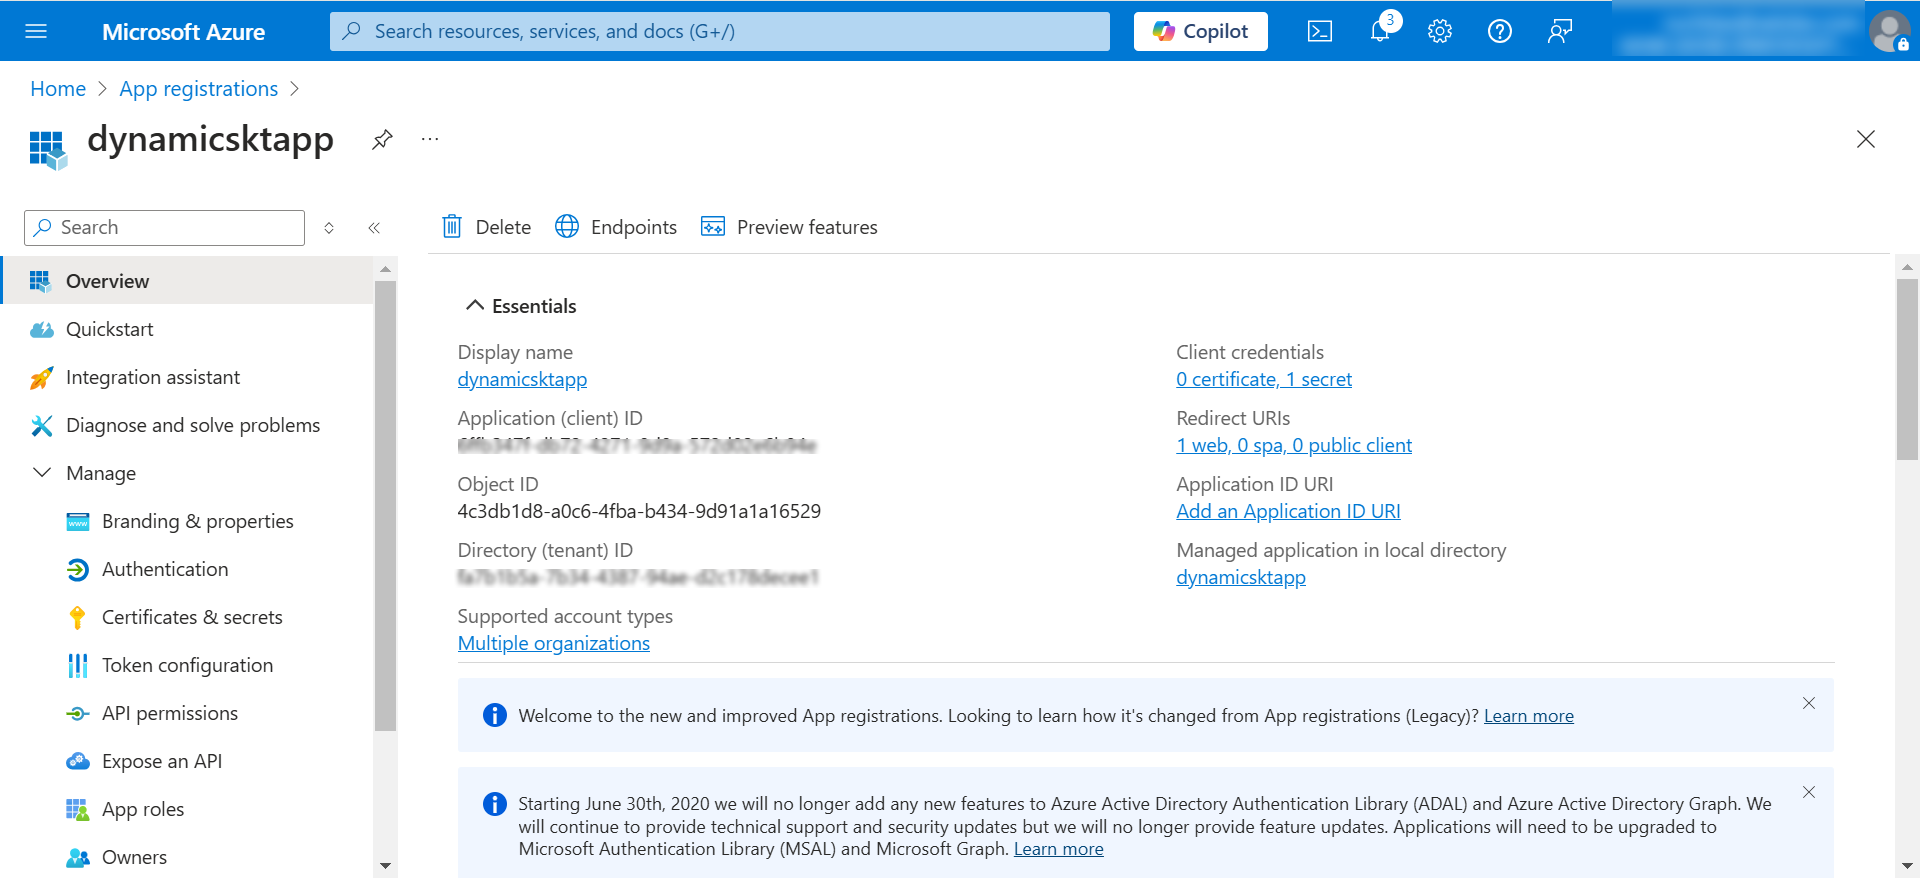 Microsoft Azure
Search resources, services, and docs (G+/)
Copilot
3
Home > App registrations >
dynamicsktapp
...
Search
Delete
Endpoints
Preview features
Overview
Quickstart
Integration assistant
Diagnose and solve problems
Manage
Branding & properties
Authentication
Certificates & secrets
Token configuration
API permissions
Expose an API
App roles
Owners
Essentials
Display name
dynamicsktapp
Application (client) ID
Object ID
4c3db1d8-a0c6-4fba-b434-9d91a1a16529
Directory (tenant) ID
Supported account types
Multiple organizations
Client credentials
0 certificate, 1 secret
Redirect URIs
1 web, 0 spa, 0 public client
Application ID URI
Add an Application ID URI
Managed application in local directory
dynamicsktapp
Welcome to the new and improved App registrations. Looking to learn how it's changed from App registrations (Legacy)? Learn more
Starting June 30th, 2020 we will no longer add any new features to Azure Active Directory Authentication Library (ADAL) and Azure Active Directory Graph. We
will continue to provide technical support and security updates but we will no longer provide feature updates. Applications will need to be upgraded to
Microsoft Authentication Library (MSAL) and Microsoft Graph. Learn more